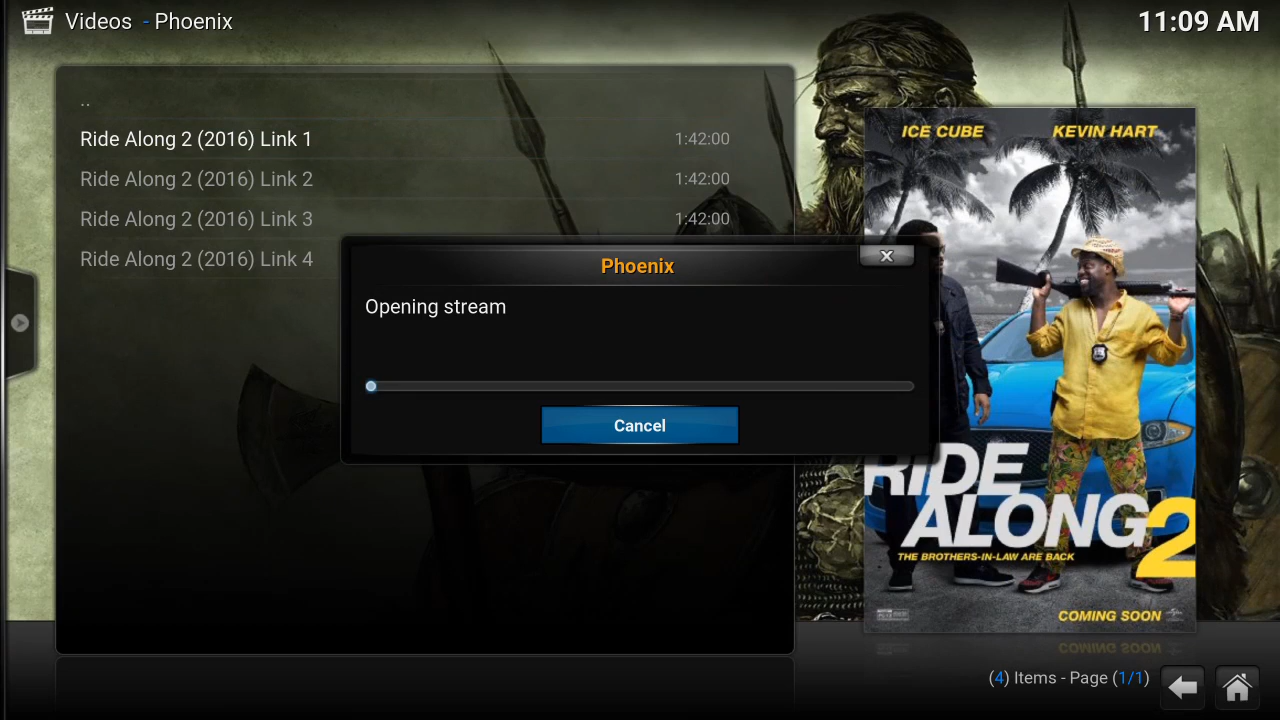 Videos - Phoenix
11:09 AM
..
Ride Along 2 (2016) Link 1 1:42:00
Ride Along 2 (2016) Link 2 1:42:00
Ride Along 2 (2016) Link 3 1:42:00
Ride Along 2 (2016) Link 4
Phoenix
Opening stream
Cancel
ICE CUBE KEVIN HART
RIDE
ALONG 2
THE BROTHERS-IN-LAW ARE BACK
COMING SOON
(4) Items - Page (1/1)